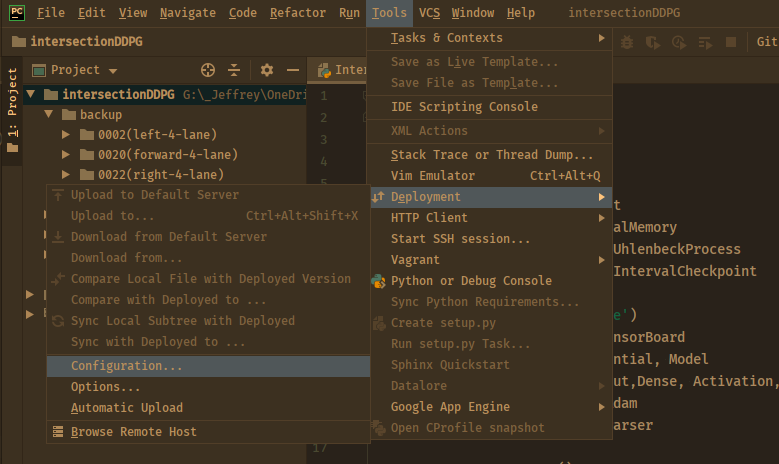 PC File Edit View Navigate Code Refactor Run Tools VCS Window Help intersectionDDPG
intersectionDDPG
Git
1: Project
Project
Inter
intersectionDDPG G:\_Jeffrey\OneDri
backup
0002(left-4-lane)
0020(forward-4-lane)
0022(right-4-lane)
1
2
3
4
5
17
Tasks & Contexts
Save as Live Template...
Save File as Template...
IDE Scripting Console
XML Actions
Stack Trace or Thread Dump...
Vim Emulator Ctrl+Alt+Q
Deployment
HTTP Client
Start SSH session...
Vagrant
Python or Debug Console
Sync Python Requirements...
Create setup.py
Run setup.py Task...
Sphinx Quickstart
Datalore
Google App Engine
Open CProfile snapshot
Upload to Default Server
Upload to... Ctrl+Alt+Shift+X
Download from Default Server
Download from...
Compare Local File with Deployed Version
Compare with Deployed to ...
Sync Local Subtree with Deployed
Sync with Deployed to ...
Configuration...
Options...
Automatic Upload
Browse Remote Host
t
alMemory
UhlenbeckProcess
IntervalCheckpoint
e')
nsorBoard
ntial, Model
ut,Dense, Activation,
dam
arser